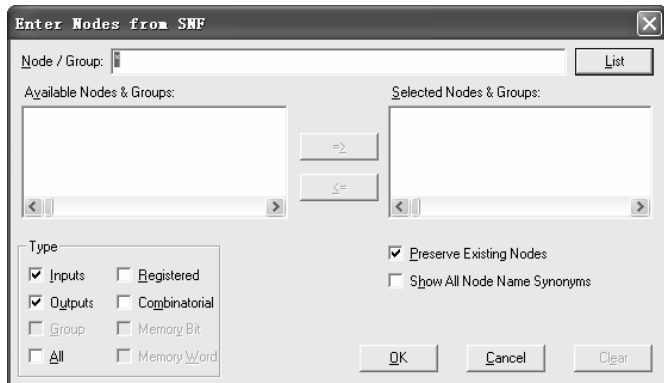 Enter Nodes from SNF
Node / Group: *
List
Available Nodes & Groups:
Selected Nodes & Groups:
=>
<=
Type
Inputs
Registered
Outputs
Combinatorial
Group
Memory Bit
All
Memory Word
Preserve Existing Nodes
Show All Node Name Synonyms
OK
Cancel
Clear